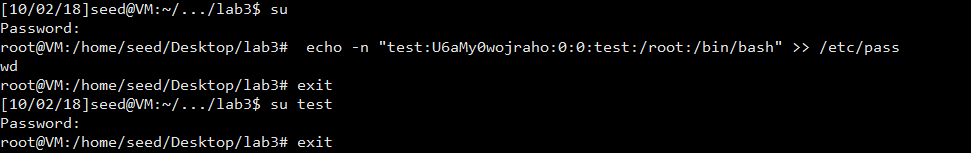 [10/02/18]seed@VM:~/.../lab3$ su
Password:
root@VM:/home/seed/Desktop/lab3#  echo -n "test:U6aMy0wojraho:0:0:test:/root:/bin/bash" >> /etc/pass
wd
root@VM:/home/seed/Desktop/lab3# exit
[10/02/18]seed@VM:~/.../lab3$ su test
Password:
root@VM:/home/seed/Desktop/lab3# exit